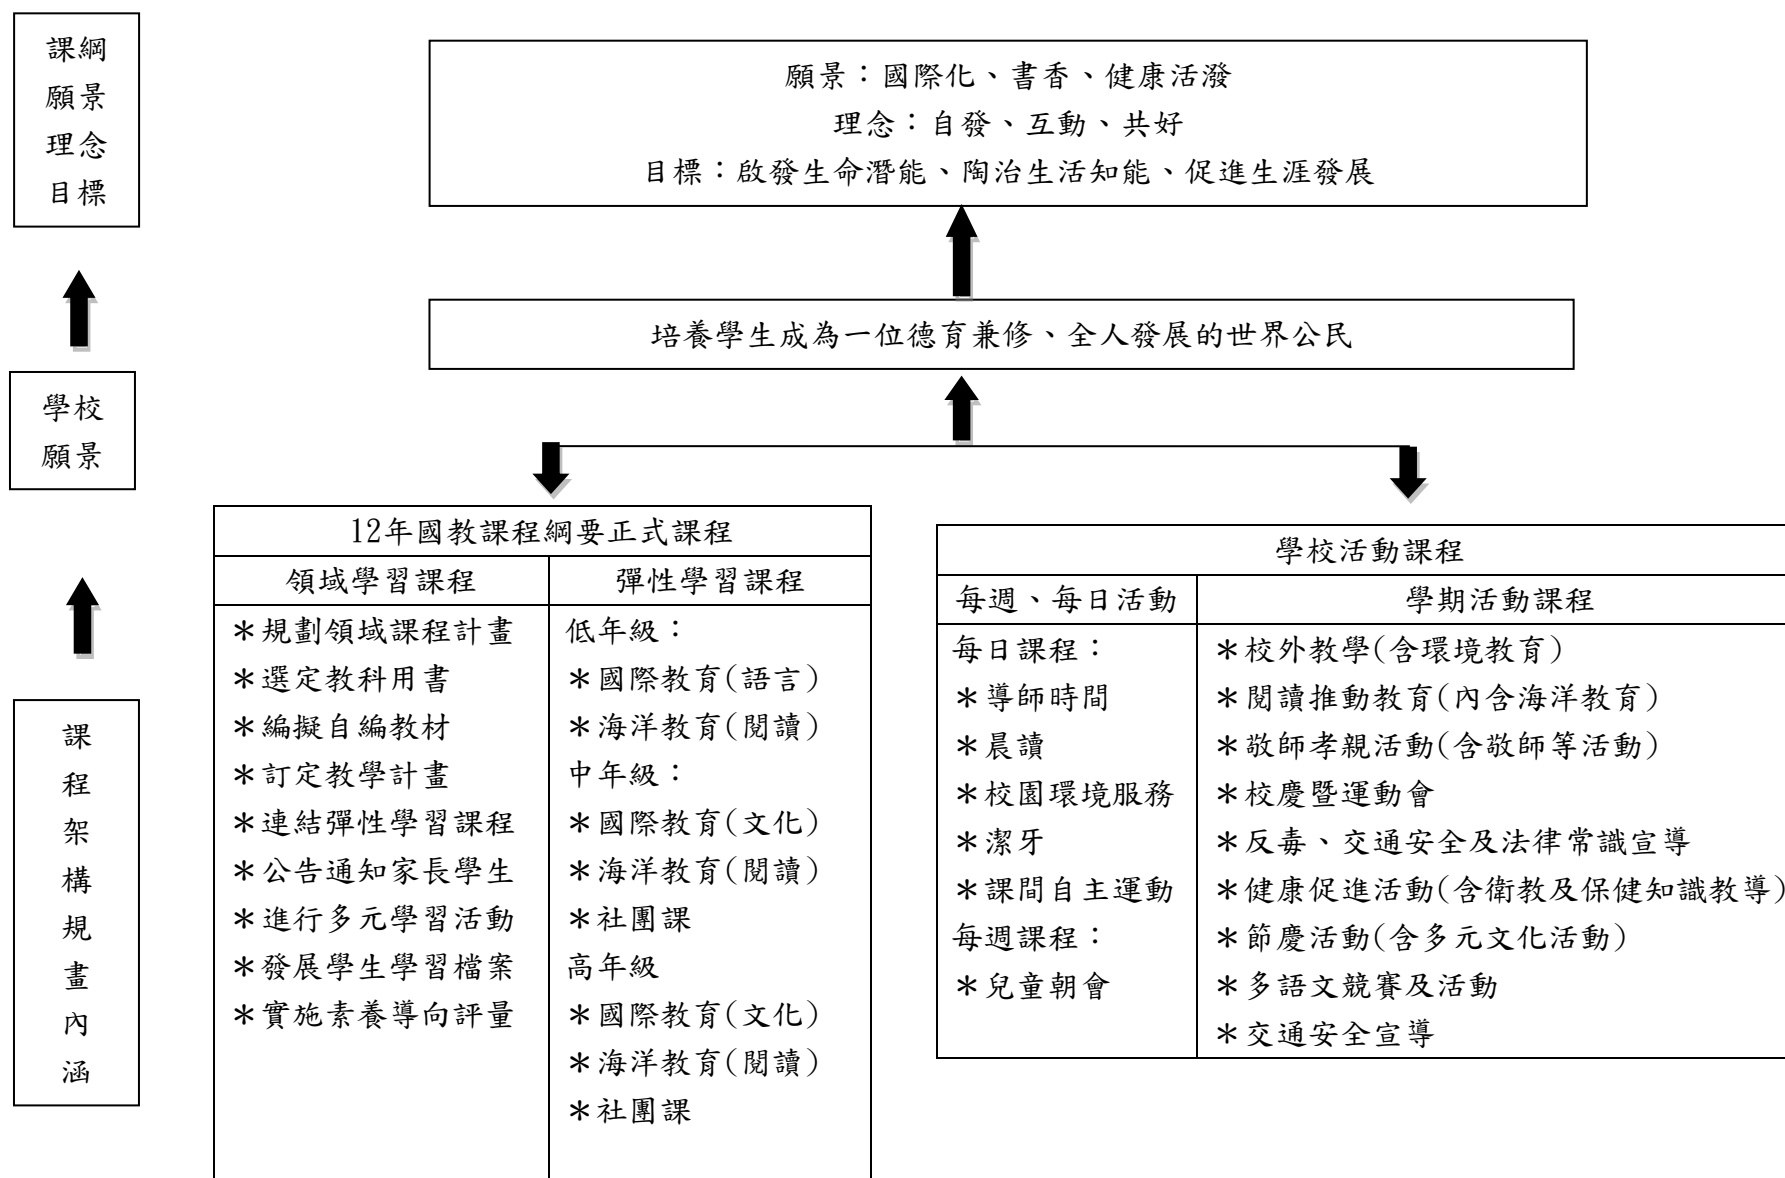 課綱
願景
理念
目標
學校
願景
課
程
架
構
規
畫
內
涵
願景：國際化、書香、健康活潑
理念：自發、互動、共好
目標：啟發生命潛能、陶冶生活知能、促進生涯發展
培養學生成為一位德育兼修、全人發展的世界公民
12年國教課程綱要正式課程
領域學習課程
＊規劃領域課程計畫
＊選定教科用書
＊編擬自編教材
＊訂定教學計畫
＊連結彈性學習課程
＊公告通知家長學生
＊進行多元學習活動
＊發展學生學習檔案
＊實施素養導向評量
彈性學習課程
低年級：
＊國際教育(語言)
＊海洋教育(閱讀)
中年級：
＊國際教育(文化)
＊海洋教育(閱讀)
＊社團課
高年級
＊國際教育(文化)
＊海洋教育(閱讀)
＊社團課
學校活動課程
每週、每日活動
每日課程：
＊導師時間
＊晨讀
＊校園環境服務
＊潔牙
＊課間自主運動
每週課程：
＊兒童朝會
學期活動課程
＊校外教學(含環境教育)
＊閱讀推動教育(內含海洋教育)
＊敬師孝親活動(含敬師等活動)
＊校慶暨運動會
＊反毒、交通安全及法律常識宣導
＊健康促進活動(含衛教及保健知識教導)
＊節慶活動(含多元文化活動)
＊多語文競賽及活動
＊交通安全宣導